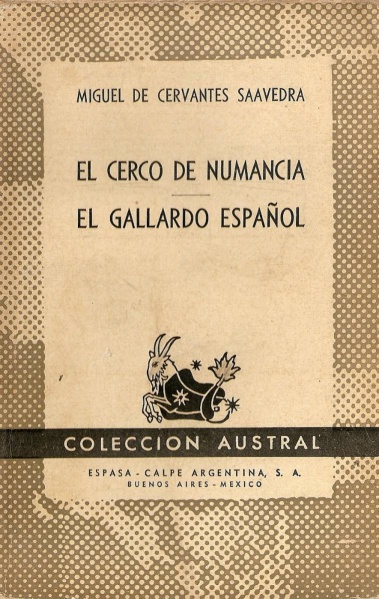 MIGUEL DE CERVANTES SAAVEDRA
EL CERCO DE NUMANCIA
EL GALLARDO ESPAÑOL
COLECCION AUSTRAL
ESPASA - CALPE ARGENTINA, S. A.
BUENOS AIRES - MEXICO